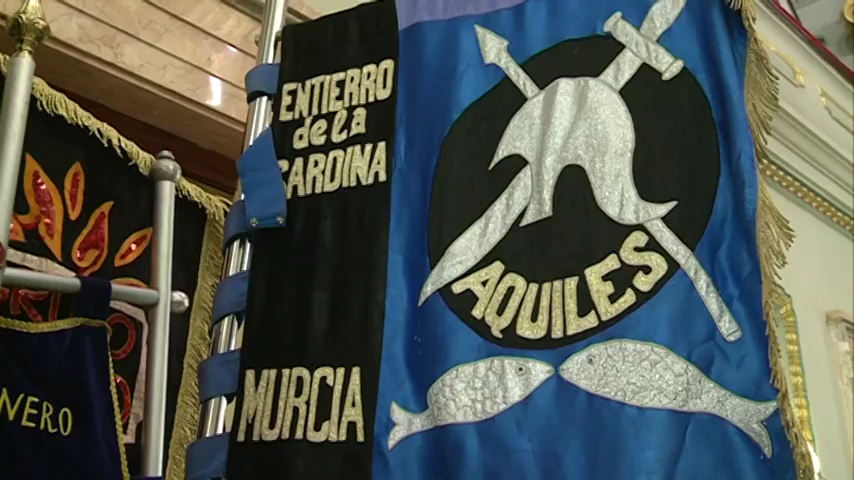 ENTIERRO
de la
SARDINA
MURCIA
AQUILES
NERO